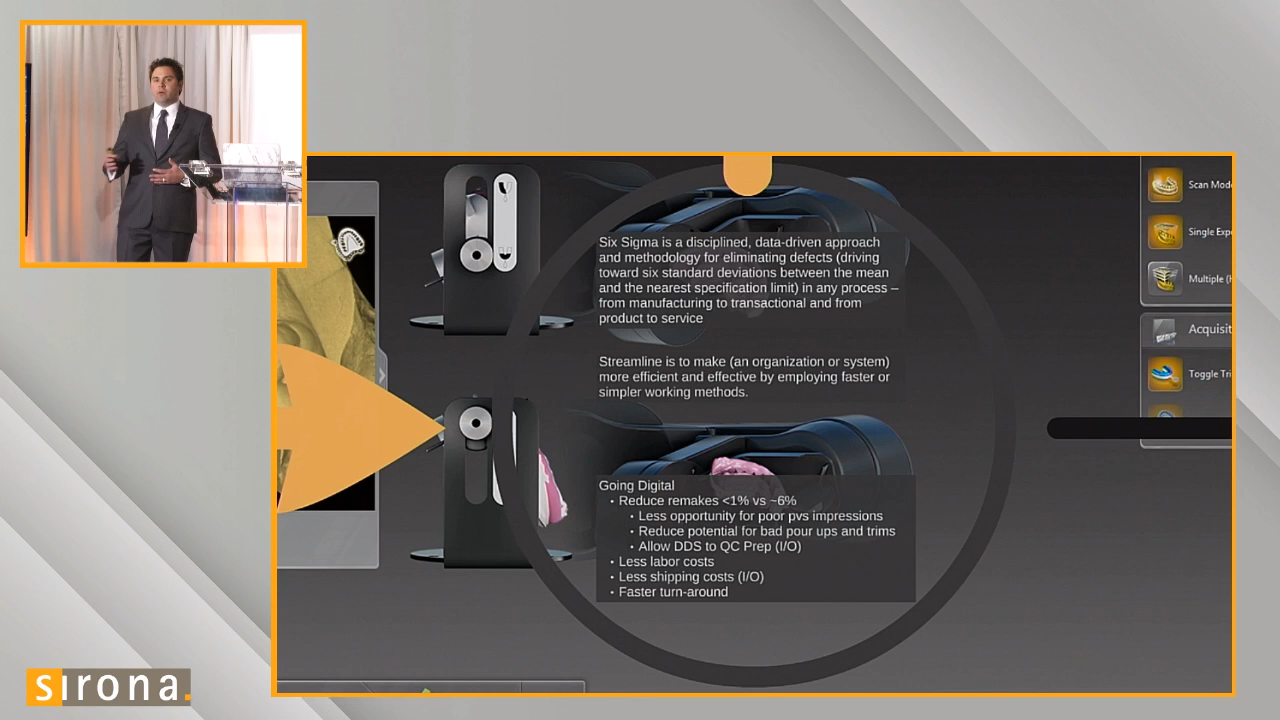 Six Sigma is a disciplined, data-driven approach
and methodology for eliminating defects (driving
toward six standard deviations between the mean
and the nearest specification limit) in any process –
from manufacturing to transactional and from
product to service
Streamline is to make (an organization or system)
more efficient and effective by employing faster or
simpler working methods.
Going Digital
• Reduce remakes <1% vs ~6%
• Less opportunity for poor pvs impressions
• Reduce potential for bad pour ups and trims
• Allow DDS to QC Prep (I/O)
• Less labor costs
• Less shipping costs (I/O)
• Faster turn-around
Scan Mod
Single Exp
Multiple (
Acquisit
Toggle Tri
sirona.